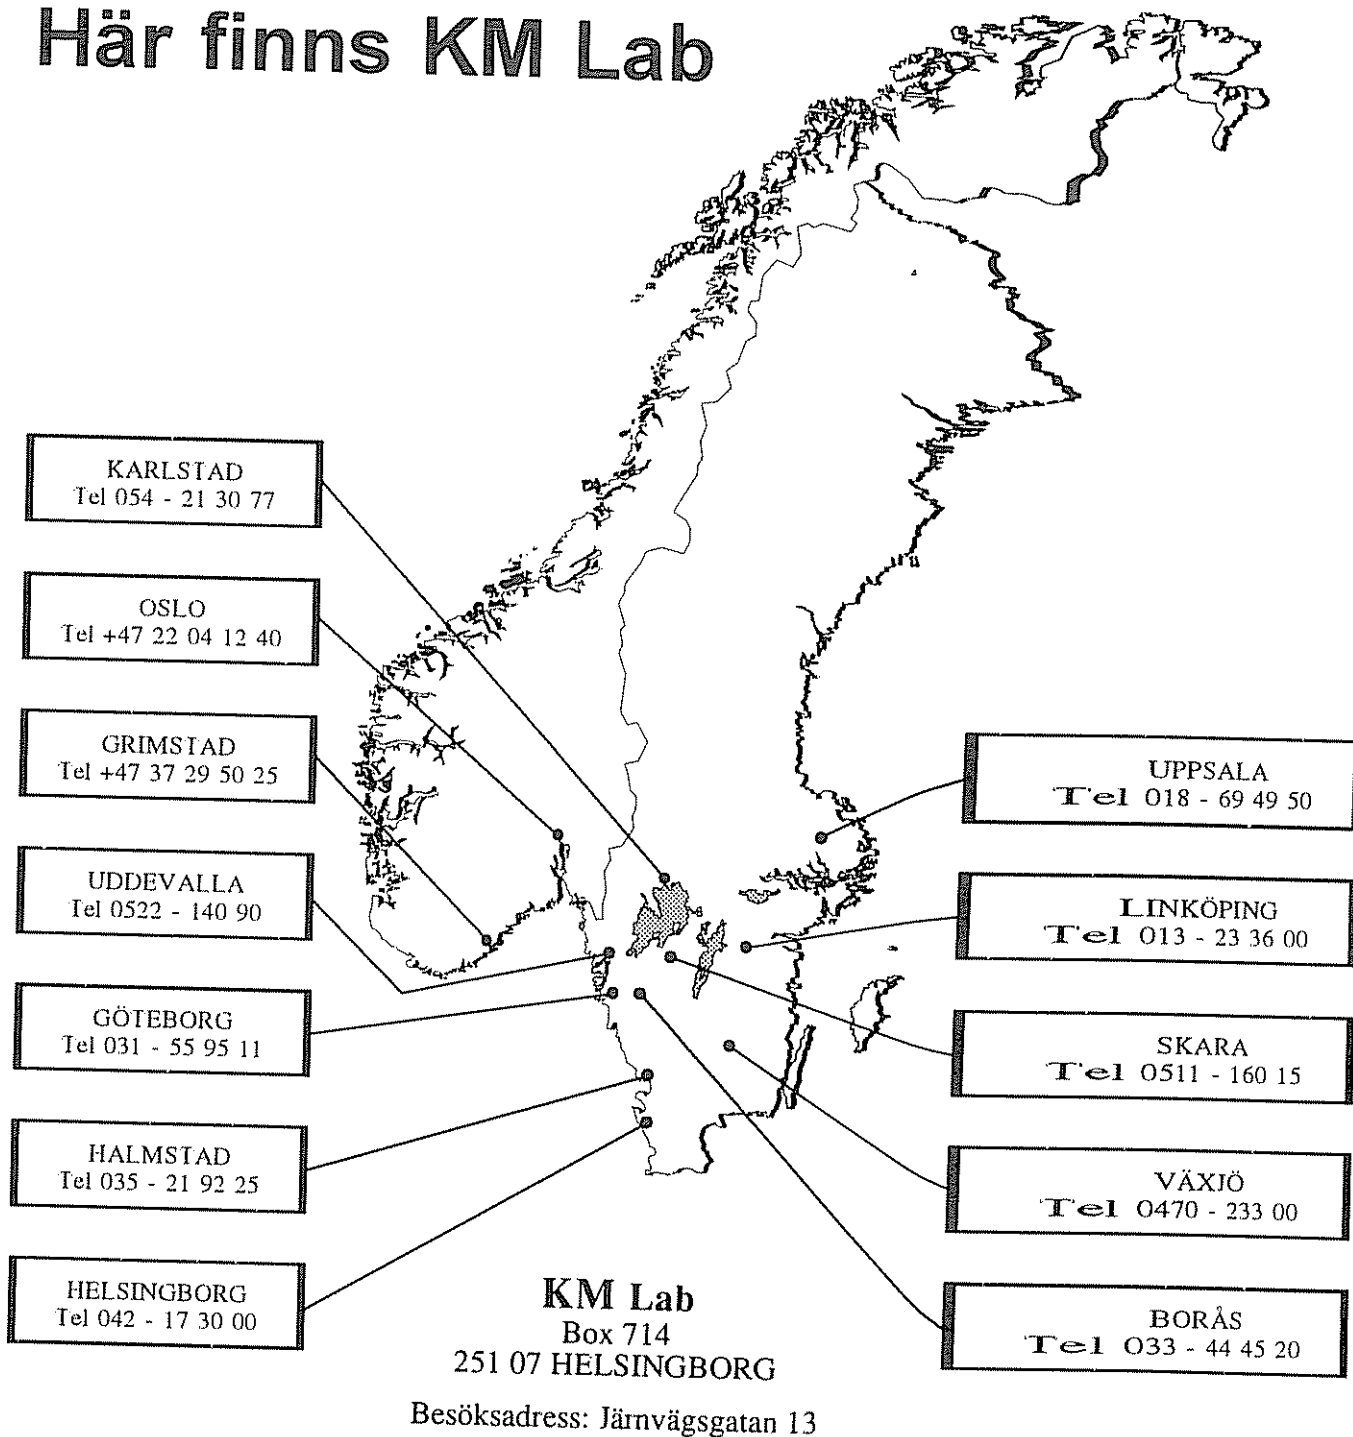 Här finns KM Lab
KARLSTAD
Tel 054 - 21 30 77
OSLO
Tel +47 22 04 12 40
GRIMSTAD
Tel +47 37 29 50 25
UDDEVALLA
Tel 0522 - 140 90
GÖTEBORG
Tel 031 - 55 95 11
HALMSTAD
Tel 035 - 21 92 25
HELSINGBORG
Tel 042 - 17 30 00
UPPSALA
Tel 018 - 69 49 50
LINKÖPING
Tel 013 - 23 36 00
SKARA
Tel 0511 - 160 15
VÄXJÖ
Tel 0470 - 233 00
BORÅS
Tel 033 - 44 45 20
KM Lab
Box 714
251 07 HELSINGBORG
Besöksadress: Järnvägsgatan 13